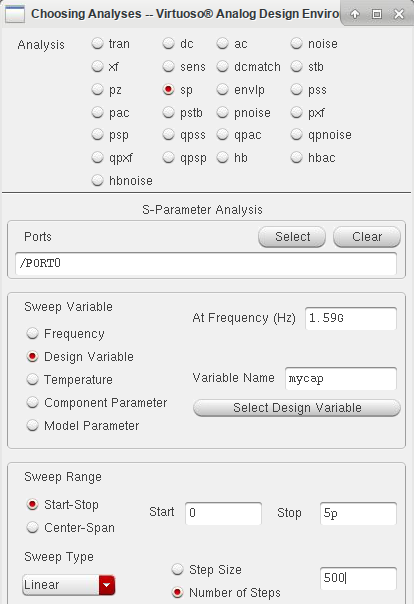 Choosing Analyses -- Virtuoso® Analog Design Enviro
Analysis tran dc ac noise
xf sens dcmatch stb
pz sp envlp pss
pac pstb pnoise pxf
psp qpss qpac qpnoise
qpxf qpsp hb hbac
hbnoise
S-Parameter Analysis
Ports Select Clear
/PORT0
Sweep Variable
At Frequency (Hz) 1.59G
Frequency
Design Variable
Temperature
Variable Name mycap
Component Parameter
Select Design Variable
Model Parameter
Sweep Range
Start-Stop
Start 0 Stop 5p
Center-Span
Sweep Type
Step Size
Linear
500
Number of Steps